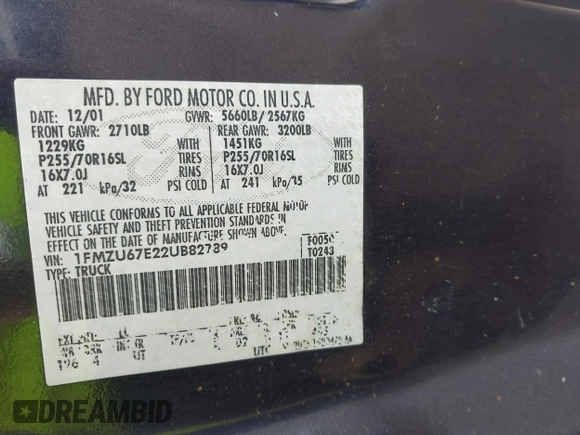 MFD. BY FORD MOTOR CO. IN U.S.A.
DATE: 12/01 GVWR: 5660LB/ 2567KG
FRONT GAWR: 2710LB REAR GAWR: 3200LB
1229KG WITH 1451KG WITH
P255/70R16SL TIRES P255/70R16SL TIRES
16X7.0J RIMS 16X7.0J RIMS
AT 221 kPa/32 PSI COLD AT 241 kPa/35 PSI COLD
THIS VEHICLE CONFORMS TO ALL APPLICABLE FEDERAL MOTOR
VEHICLE SAFETY AND THEFT PREVENTION STANDARDS IN
EFFECT ON THE DATE OF MANUFACTURE SHOWN ABOVE.
VIN: 1FMZU67E22UB82789 F0050
TYPE: TRUCK T0243
DREAMBID